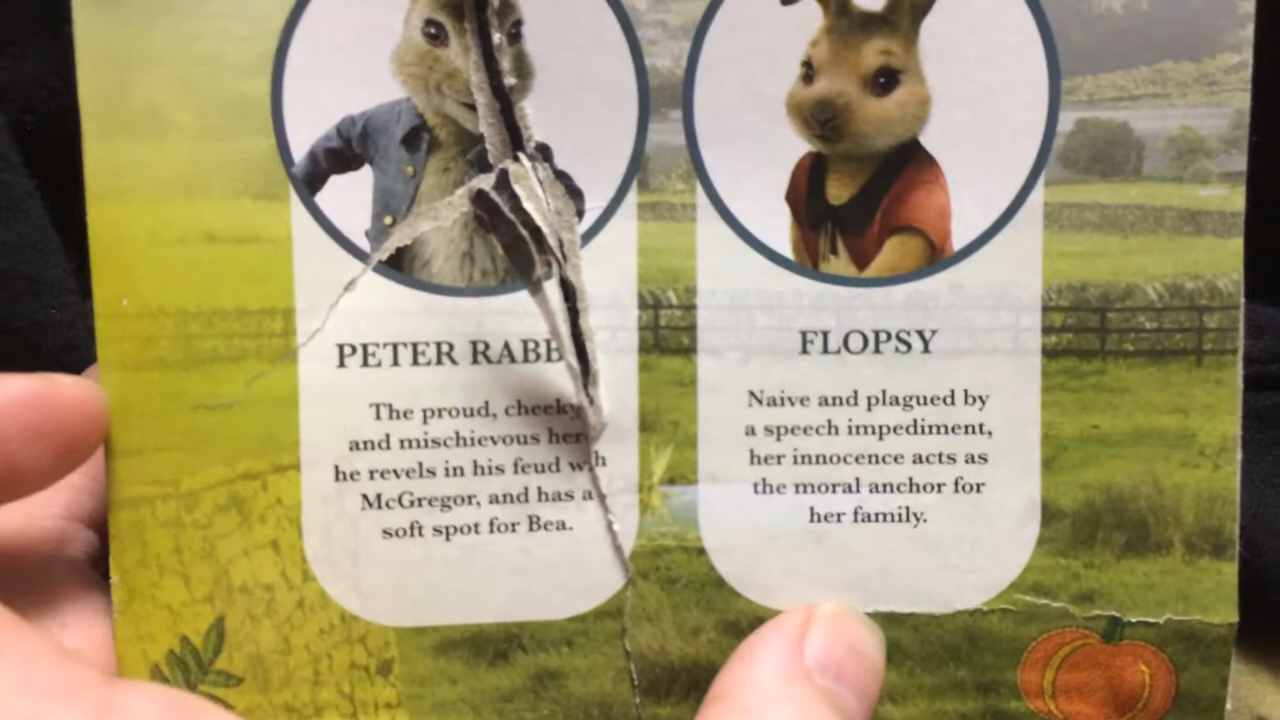 PETER RABB
The proud, cheeky
and mischievous her
he revels in his feud w h
McGregor, and has a
soft spot for Bea.
FLOPSY
Naive and plagued by
a speech impediment,
her innocence acts as
the moral anchor for
her family.